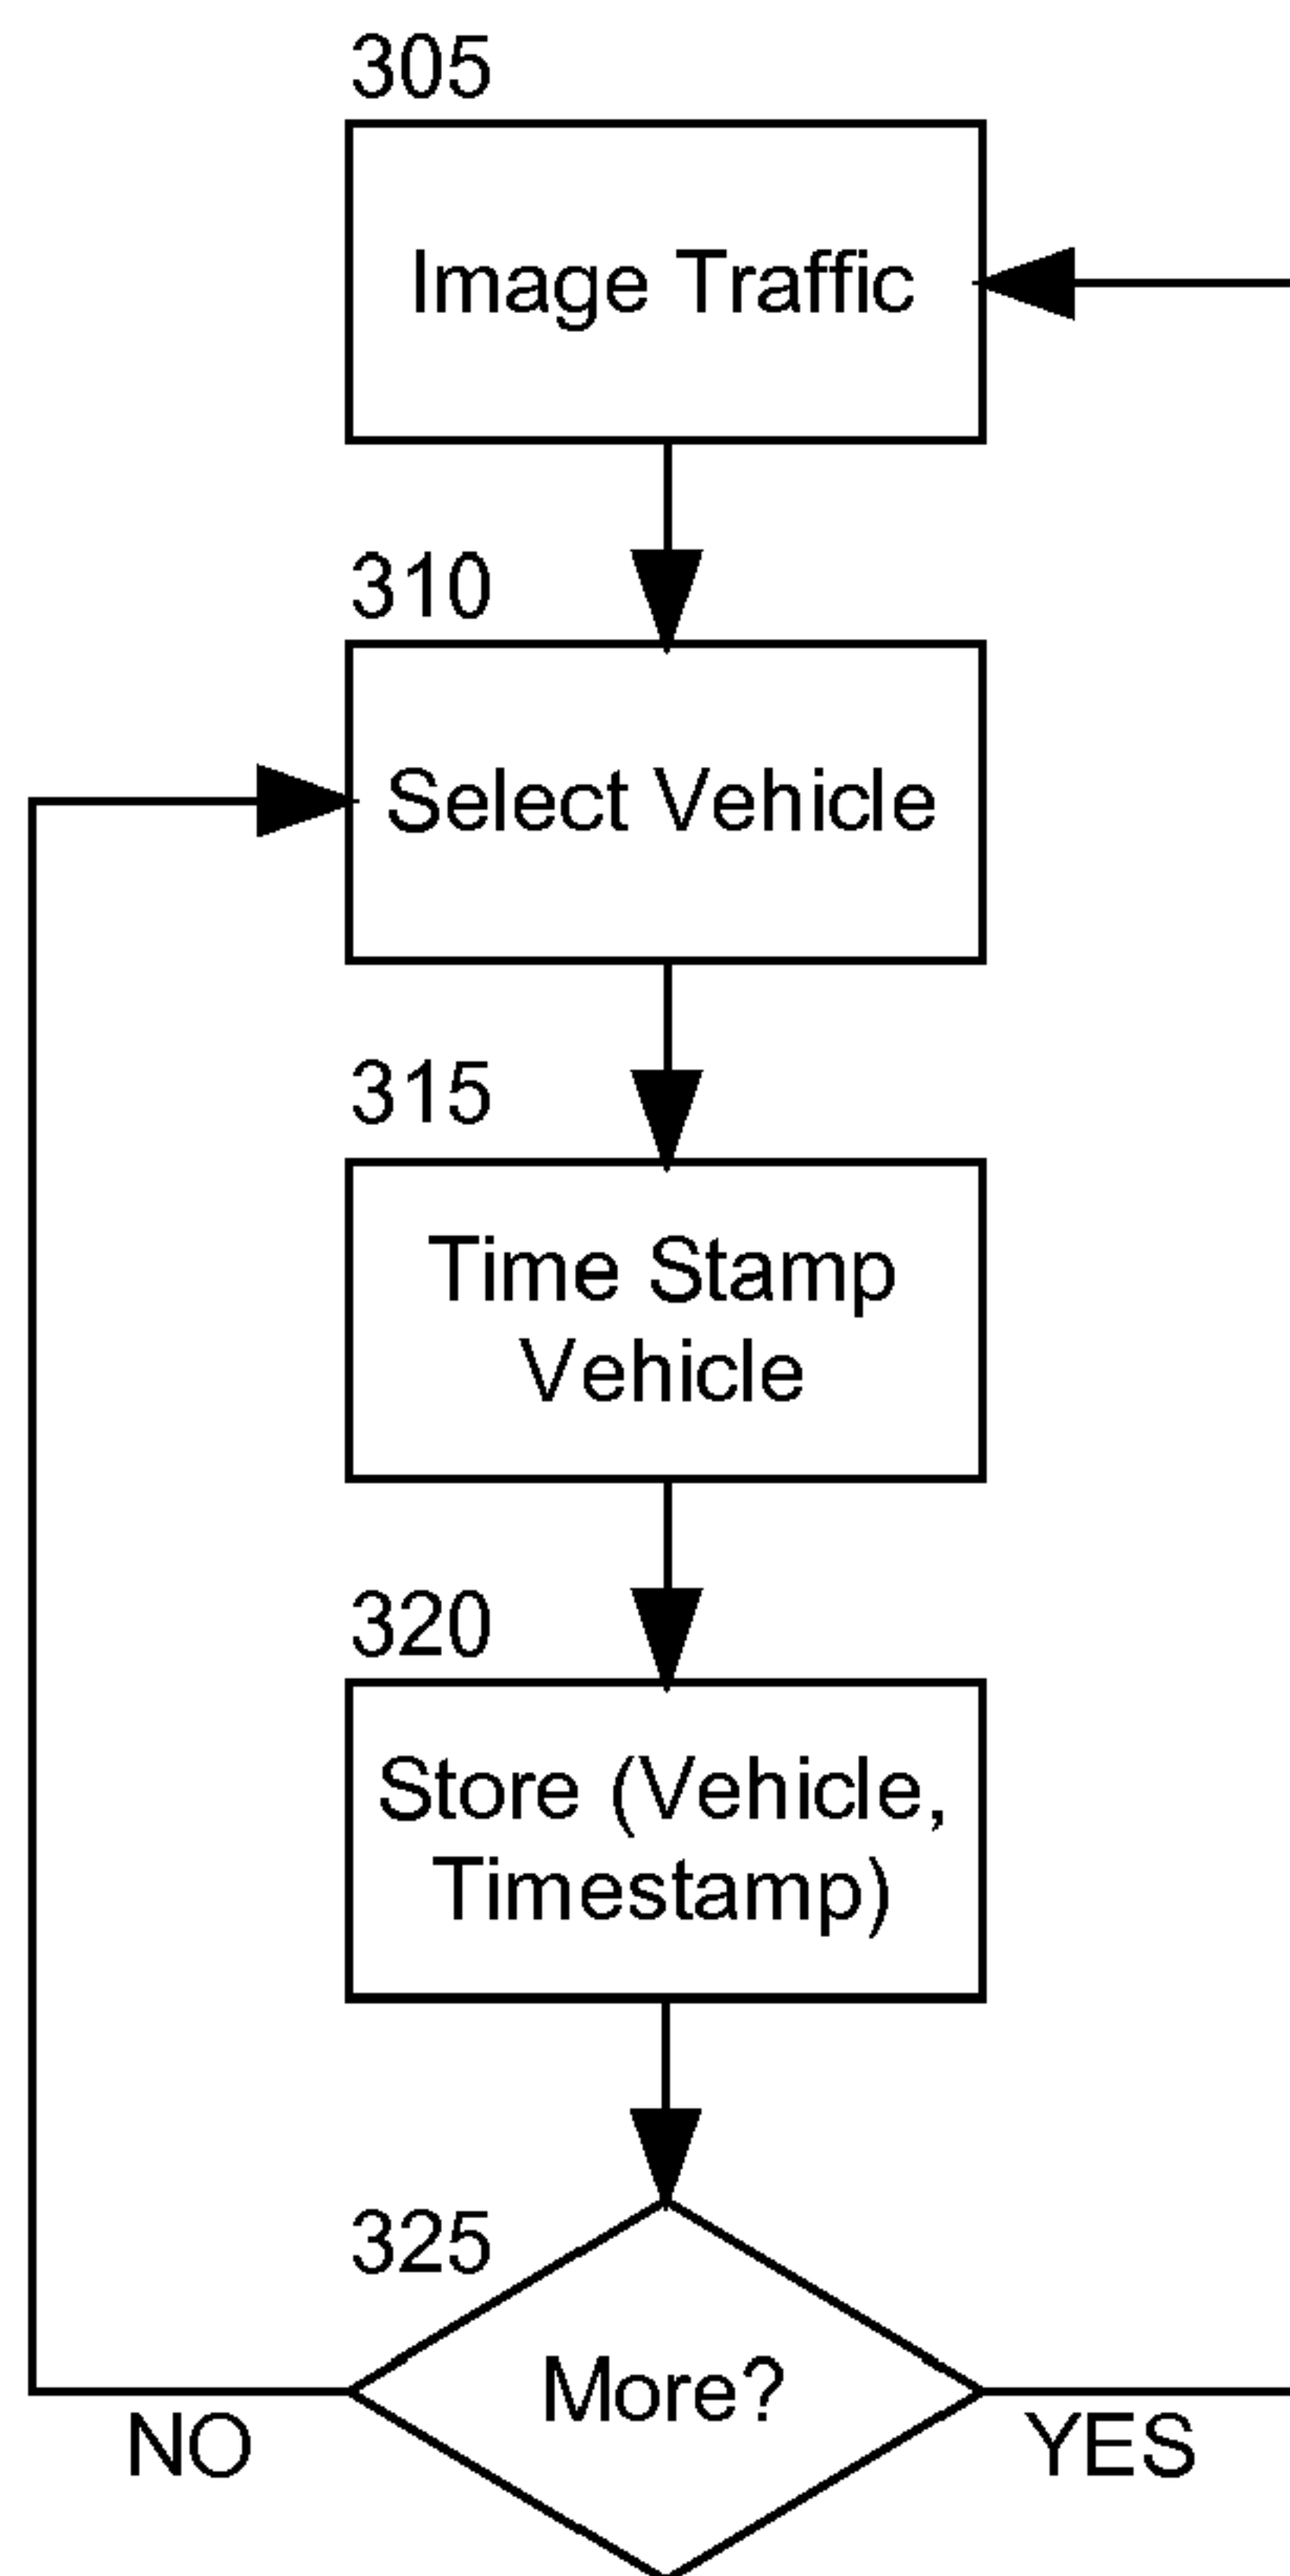 305
Image Traffic
310
Select Vehicle
315
Time Stamp
Vehicle
320
Store (Vehicle,
Timestamp)
325
More?
NO
YES